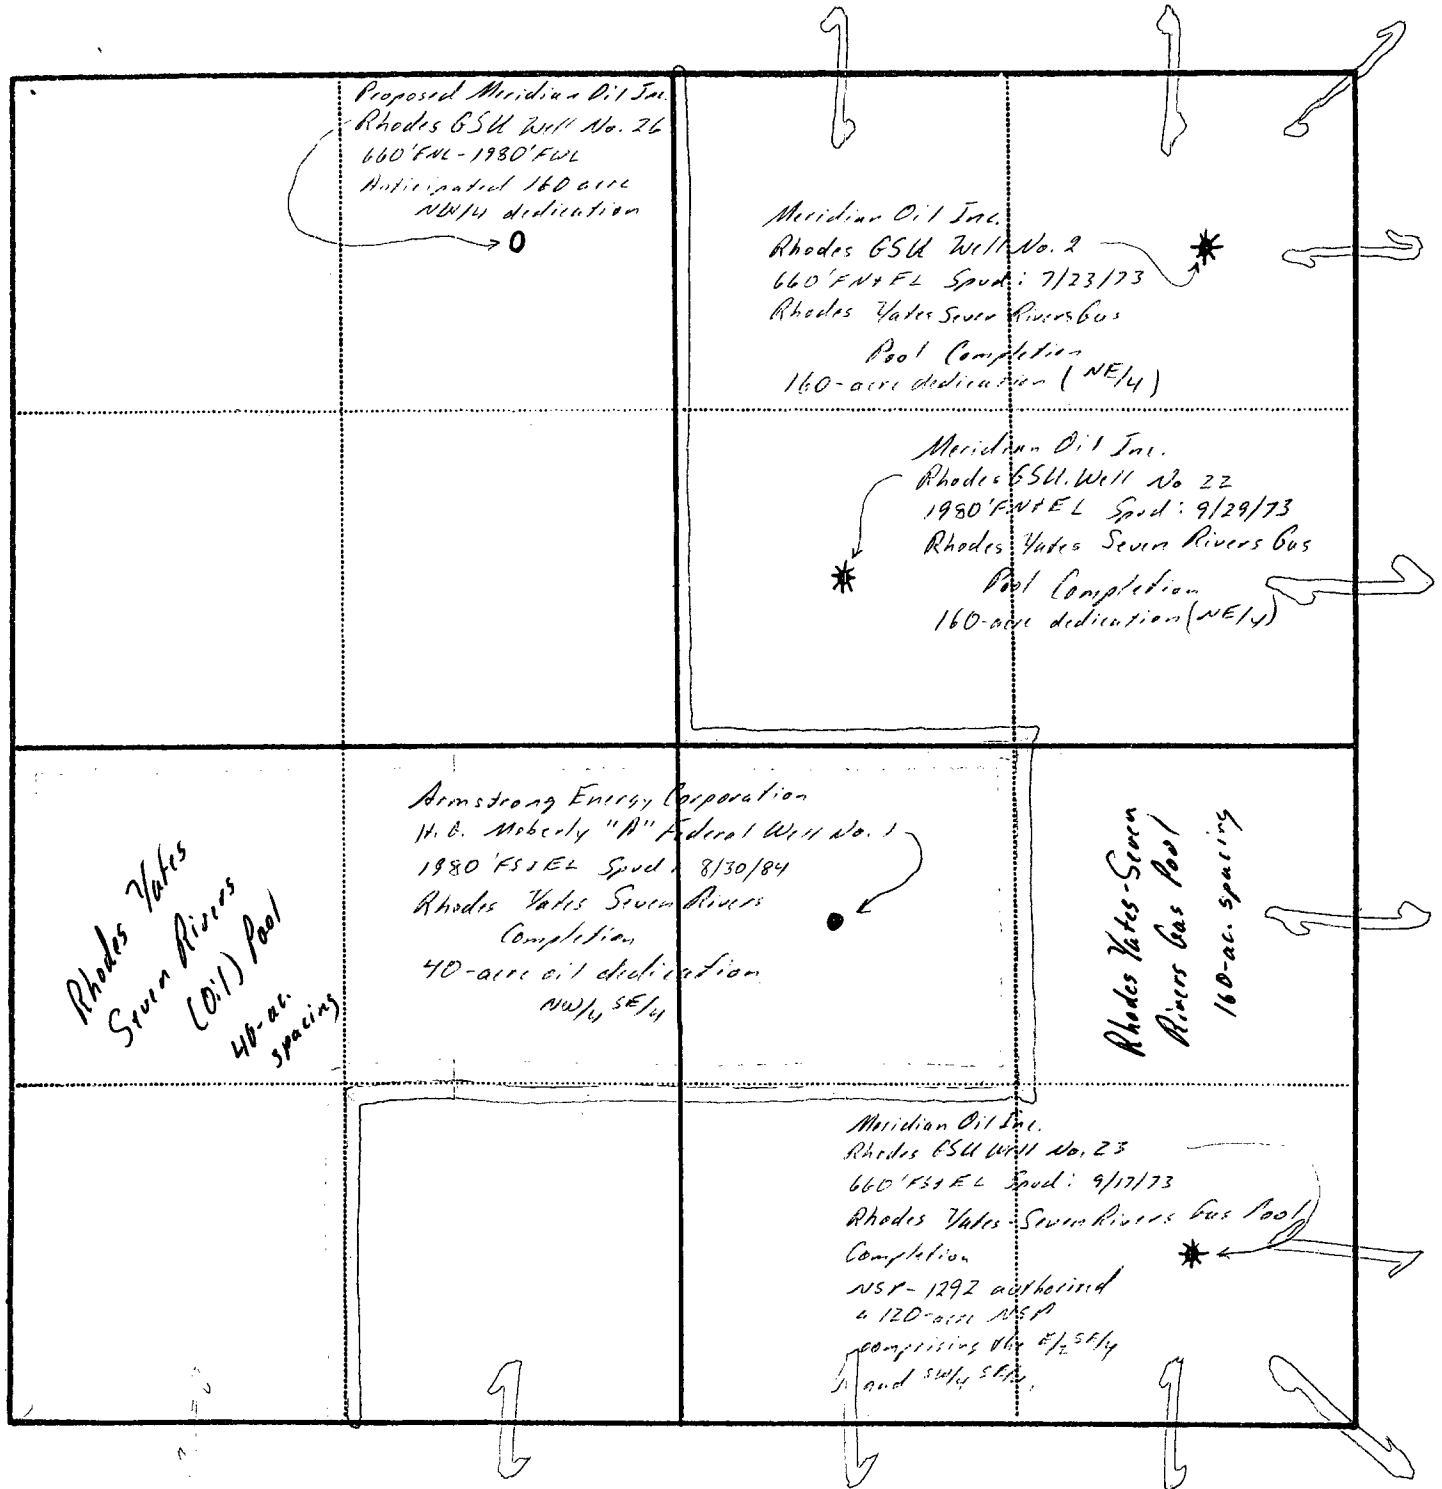 Proposed Meridian Oil Inc.
Rhodes GSU Well No. 26
660'FNL-1980'FWL
Anticipated 160 acre
NW/4 dedication
Meridian Oil Inc.
Rhodes GSU Well No. 2
660'FN+EL Spud: 7/23/73
Rhodes Yates Seven Rivers Gas
Pool Completion
160-acre dedication (NE/4)
Meridian Oil Inc.
Rhodes GSU. Well No 22
1980'FN+EL Spud: 9/29/73
Rhodes Yates Seven Rivers Gas
Pool Completion
160-acre dedication (NE/4)
Armstrong Energy Corporation
Moberly "A" Federal Well No. 1
1980'FS+EL Spud: 8/30/84
Rhodes Yates Seven Rivers
Completion
40-acre oil dedication
NW/4 SE/4
Rhodes Yates
Seven Rivers
(Oil) Pool
40-ac.
spacing
Rhodes Yates-Seven
Rivers Gas Pool
160-ac. spacing
Meridian Oil Inc.
Rhodes GSU Well No. 23
660'FS+EL Spud: 9/17/73
Rhodes Yates-Seven Rivers Gas Pool
Completion
NSP-1292 authorized
a 120-acre NSP
comprising the E/2 SE/4
and SW/4 SE/4.